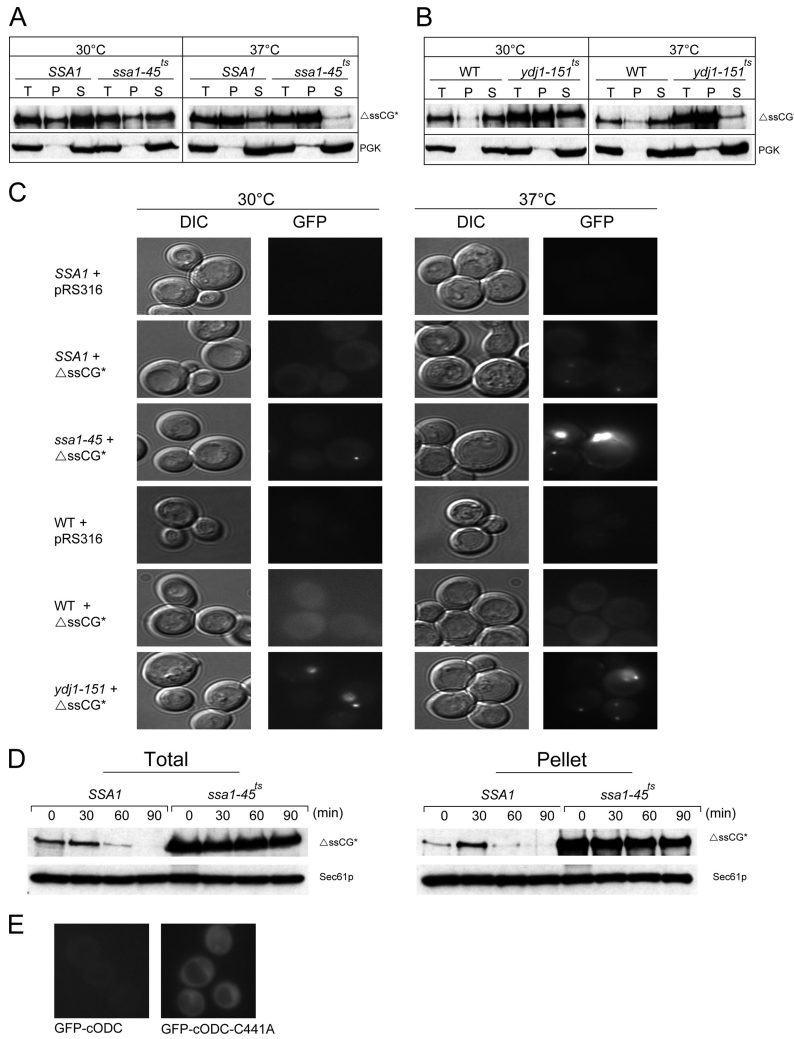 A
30°C 37°C
SSA1 ssa1-45ts SSA1 ssa1-45ts
T P S T P S T P S T P S
△ssCG*
PGK
B
30°C 37°C
WT ydj1-151ts WT ydj1-151ts
T P S T P S T P S T P S
△ssCG
PGK
C
30°C 37°C
DIC GFP DIC GFP
SSA1 +
pRS316
SSA1 +
△ssCG*
ssa1-45 +
△ssCG*
WT +
pRS316
WT +
△ssCG*
ydj1-151 +
△ssCG*
D
Total
SSA1 ssa1-45ts
0 30 60 90 0 30 60 90 (min)
△ssCG*
Sec61p
Pellet
SSA1 ssa1-45ts
0 30 60 90 0 30 60 90 (min)
△ssCG*
Sec61p
E
GFP-cODC GFP-cODC-C441A